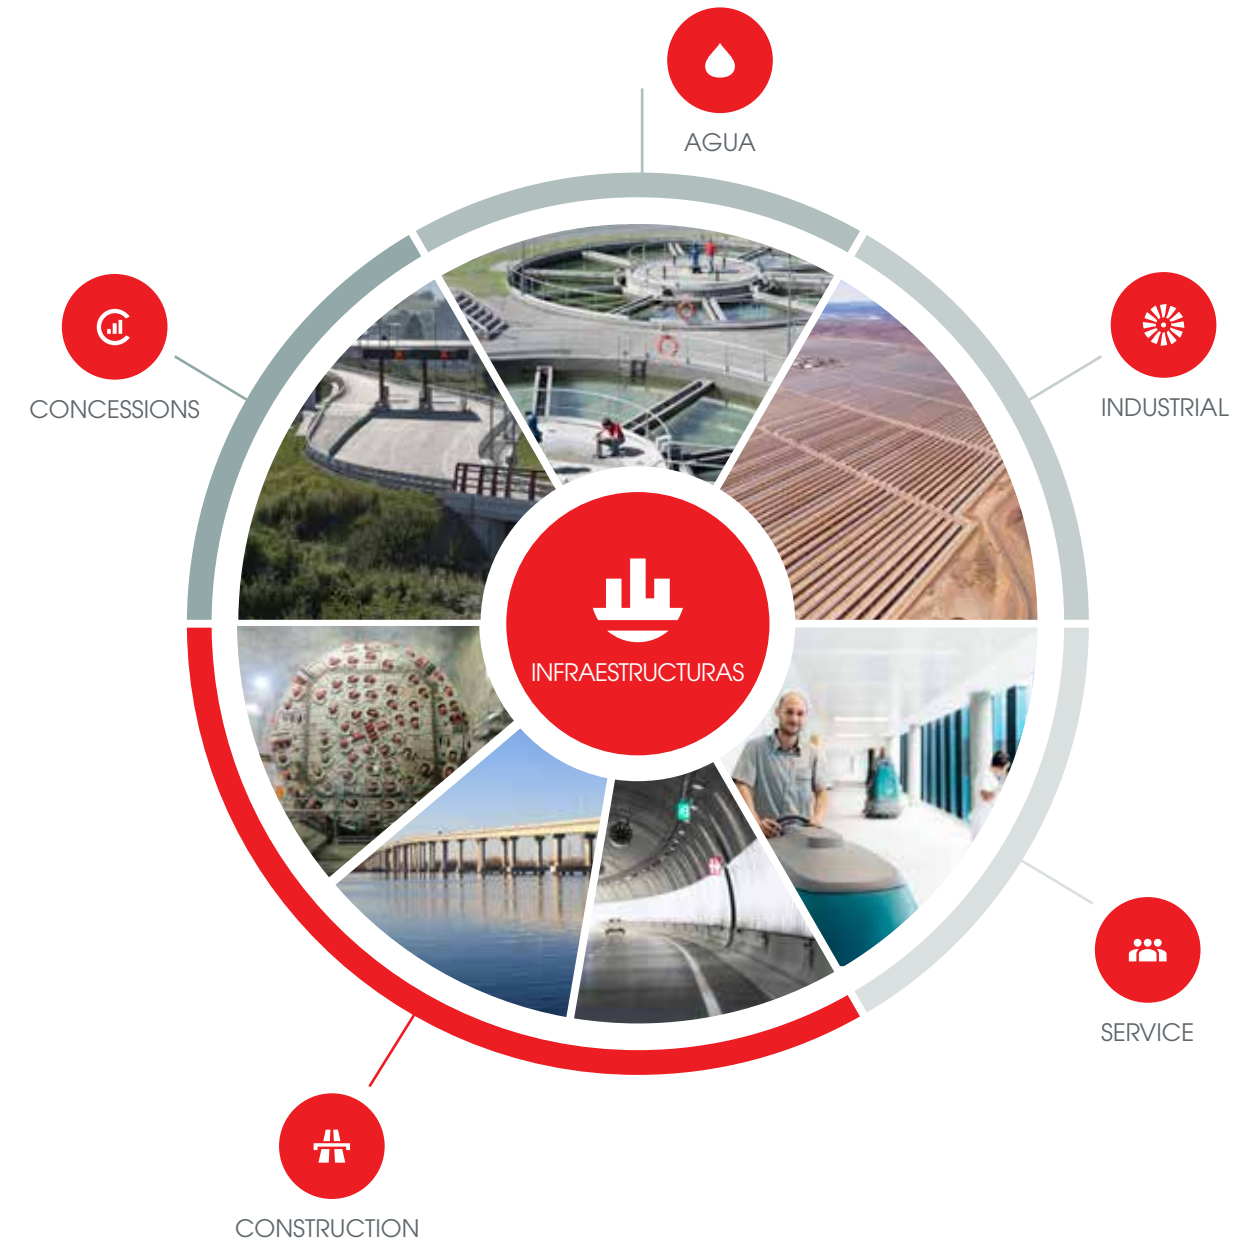 AGUA
CONCESSIONS
INDUSTRIAL
INFRAESTRUCTURAS
SERVICE
CONSTRUCTION